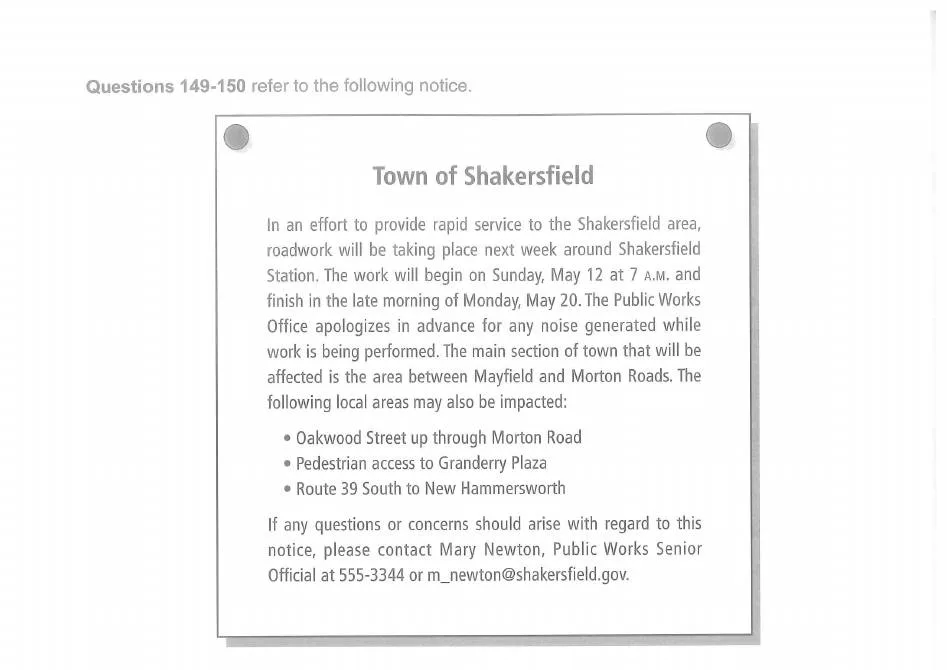 Questions 149-150 refer to the following notice.
Town of Shakersfield
In an effort to provide rapid service to the Shakersfield area,
roadwork will be taking place next week around Shakersfield
Station. The work will begin on Sunday, May 12 at 7 A.M. and
finish in the late morning of Monday, May 20. The Public Works
Office apologizes in advance for any noise generated while
work is being performed. The main section of town that will be
affected is the area between Mayfield and Morton Roads. The
following local areas may also be impacted:
• Oakwood Street up through Morton Road
• Pedestrian access to Granderry Plaza
• Route 39 South to New Hammersworth
If any questions or concerns should arise with regard to this
notice, please contact Mary Newton, Public Works Senior
Official at 555-3344 or m_newton@shakersfield.gov.